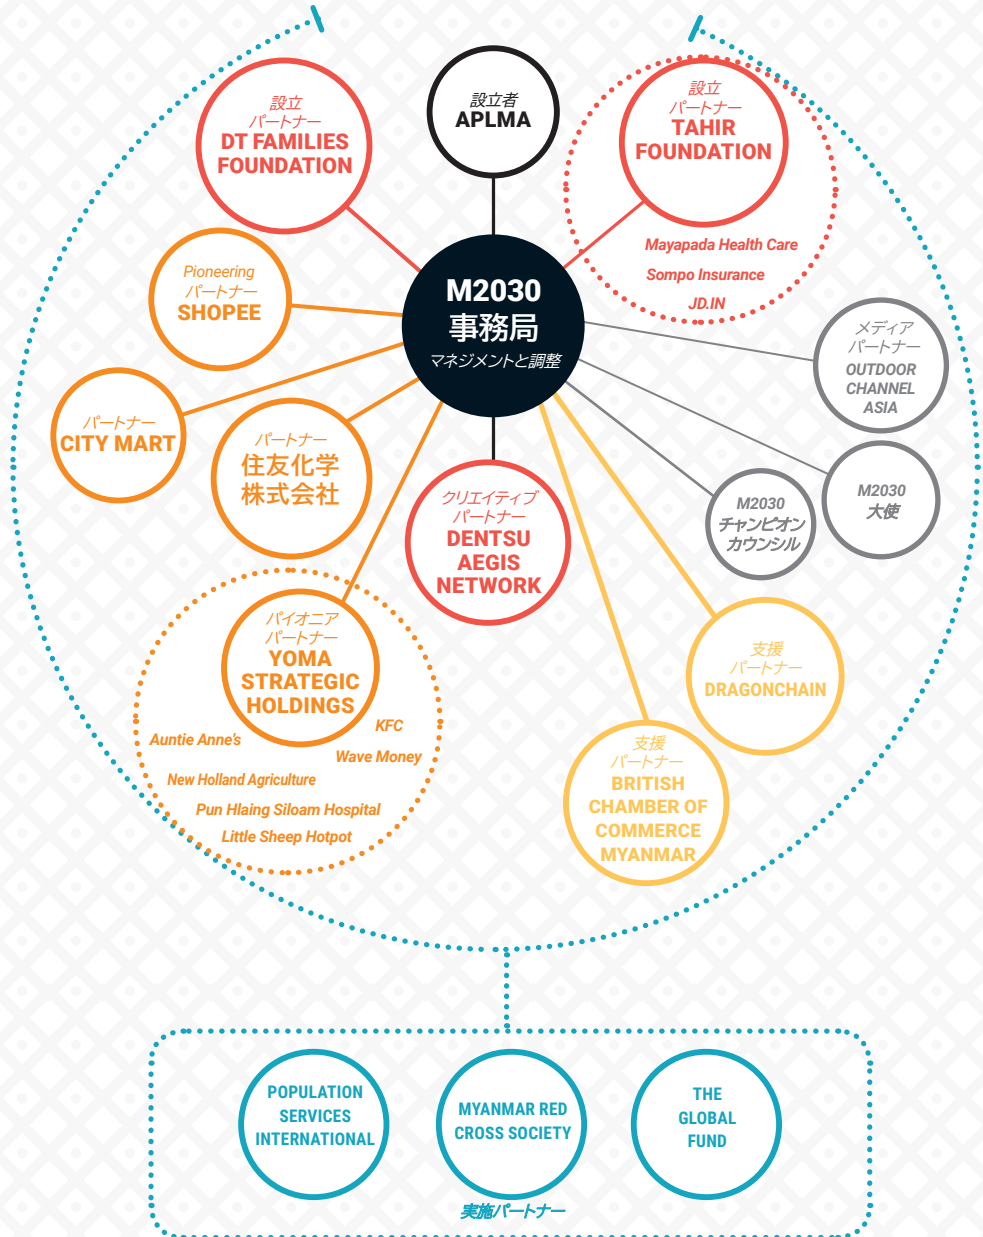 設立
パートナー
DT FAMILIES
FOUNDATION
設立者
APLMA
設立
パートナー
TAHIR
FOUNDATION
Mayapada Health Care
Sompo Insurance
JD.IN
Pioneering
パートナー
SHOPEE
M2030
事務局
マネジメントと調整
メディア
パートナー
OUTDOOR
CHANNEL
ASIA
パートナー
CITY MART
パートナー
住友化学
株式会社
クリエイティブ
パートナー
DENTSU
AEGIS
NETWORK
M2030
チャンピオン
カウンシル
M2030
大使
パイオニア
パートナー
YOMA
STRATEGIC
HOLDINGS
KFC
Auntie Anne's
Wave Money
New Holland Agriculture
Pun Hlaing Siloam Hospital
Little Sheep Hotpot
支援
パートナー
DRAGONCHAIN
支援
パートナー
BRITISH
CHAMBER OF
COMMERCE
MYANMAR
POPULATION
SERVICES
INTERNATIONAL
MYANMAR RED
CROSS SOCIETY
THE
GLOBAL
FUND
実施パートナー